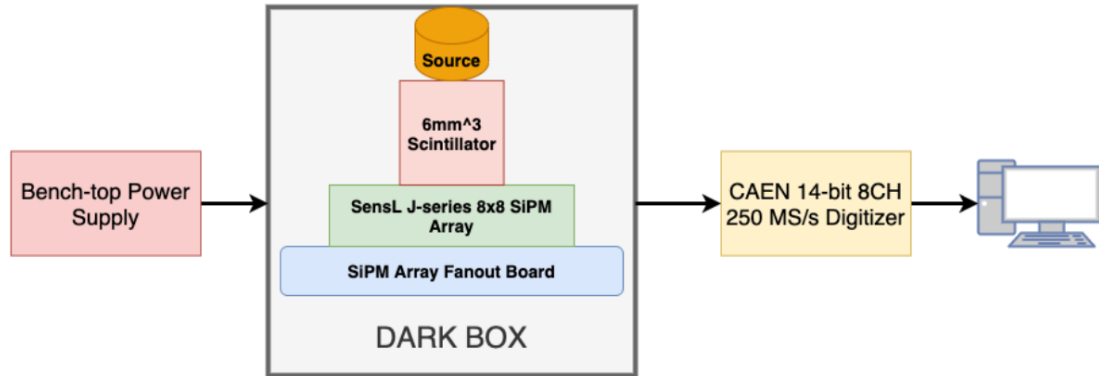 Source
6mm^3
Scintillator
Bench-top Power
Supply
SensL J-series 8x8 SiPM
Array
CAEN 14-bit 8CH
250 MS/s Digitizer
SiPM Array Fanout Board
DARK BOX